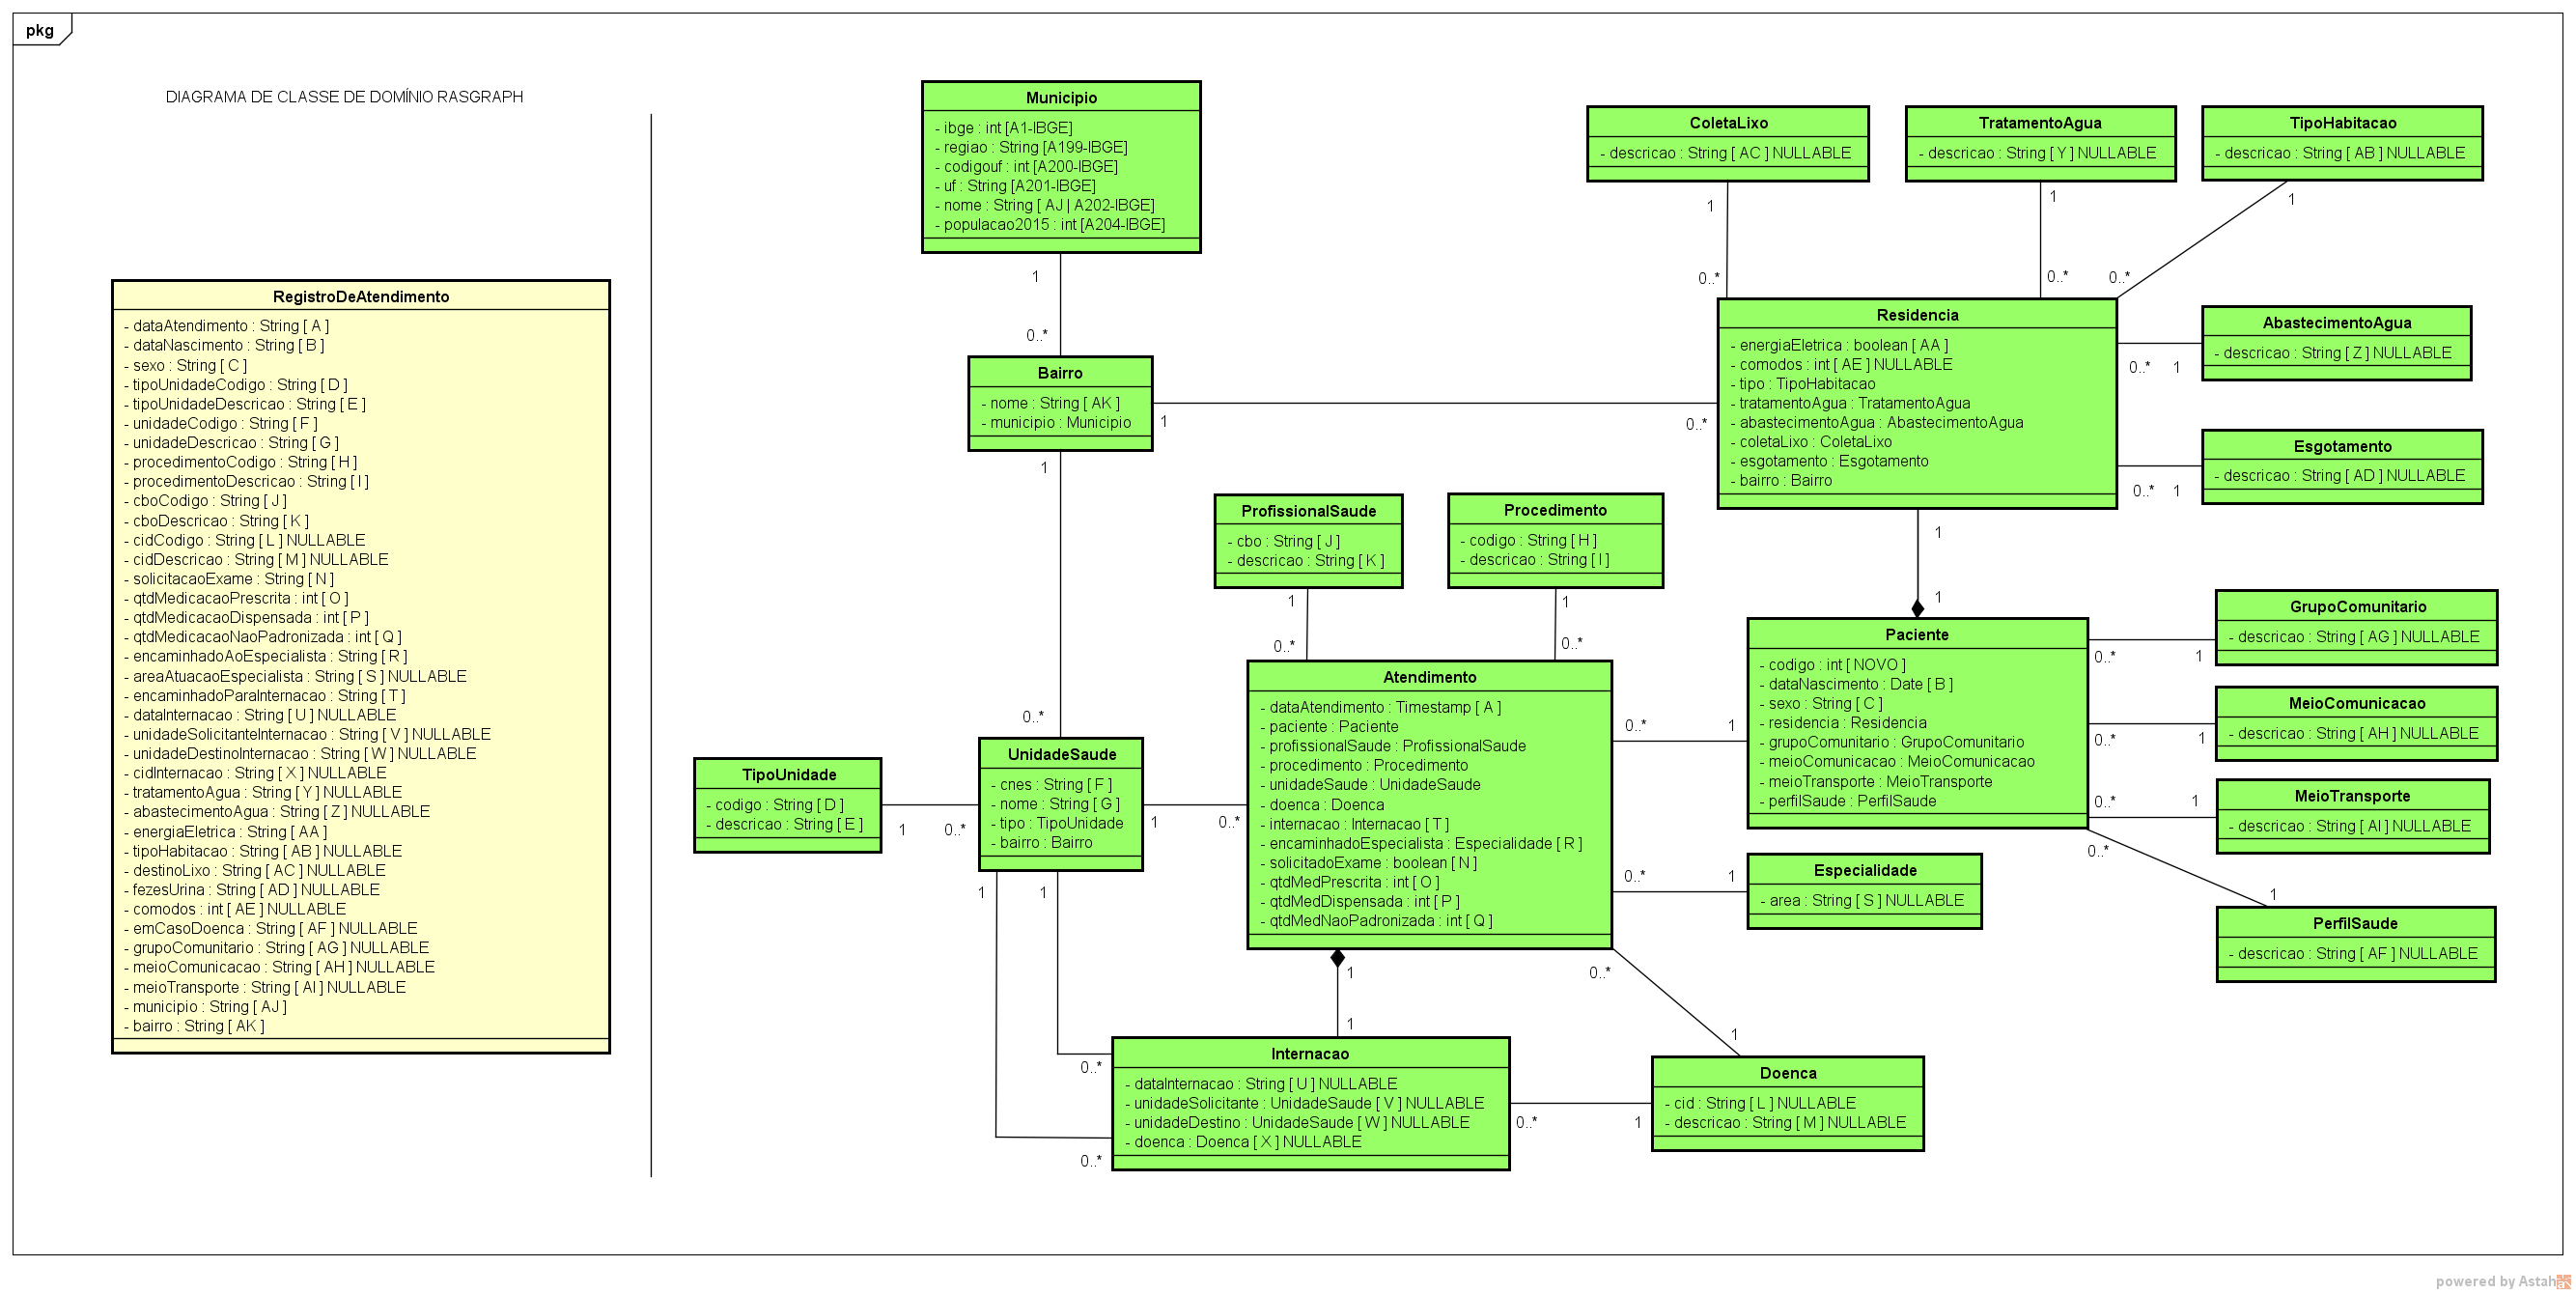 pkg
DIAGRAMA DE CLASSE DE DOMÍNIO RASGRAPH
RegistroDeAtendimento
- dataAtendimento : String [ A ]
- dataNascimento : String [ B ]
- sexo : String [ C ]
- tipoUnidadeCodigo : String [ D ]
- tipoUnidadeDescricao : String [ E ]
- unidadeCodigo : String [ F ]
- unidadeDescricao : String [ G ]
- procedimentoCodigo : String [ H ]
- procedimentoDescricao : String [ I ]
- cboCodigo : String [ J ]
- cboDescricao : String [ K ]
- cidCodigo : String [ L ] NULLABLE
- cidDescricao : String [ M ] NULLABLE
- solicitacaoExame : String [ N ]
- qtdMedicacaoPrescrita : int [ O ]
- qtdMedicacaoDispensada : int [ P ]
- qtdMedicacaoNaoPadronizada : int [ Q ]
- encaminhadoAoEspecialista : String [ R ]
- areaAtuacaoEspecialista : String [ S ] NULLABLE
- encaminhadoParaInternacao : String [ T ]
- dataInternacao : String [ U ] NULLABLE
- unidadeSolicitanteInternacao : String [ V ] NULLABLE
- unidadeDestinoInternacao : String [ W ] NULLABLE
- cidInternacao : String [ X ] NULLABLE
- tratamentoAgua : String [ Y ] NULLABLE
- abastecimentoAgua : String [ Z ] NULLABLE
- energiaEletrica : String [ AA ]
- tipoHabitacao : String [ AB ] NULLABLE
- destinoLixo : String [ AC ] NULLABLE
- fezesUrina : String [ AD ] NULLABLE
- comodos : int [ AE ] NULLABLE
- emCasoDoenca : String [ AF ] NULLABLE
- grupoComunitario : String [ AG ] NULLABLE
- meioComunicacao : String [ AH ] NULLABLE
- meioTransporte : String [ AI ] NULLABLE
- municipio : String [ AJ ]
- bairro : String [ AK ]
Municipio
- ibge : int [A1-IBGE]
- regiao : String [A199-IBGE]
- codigouf : int [A200-IBGE]
- uf : String [A201-IBGE]
- nome : String [ AJ | A202-IBGE]
- populacao2015 : int [A204-IBGE]
1
0..*
Bairro
- nome : String [ AK ]
- municipio : Municipio
1
0..*
1
0..*
ColetaLixo
- descricao : String [ AC ] NULLABLE
1
0..*
TratamentoAgua
- descricao : String [ Y ] NULLABLE
1
0..*
TipoHabitacao
- descricao : String [ AB ] NULLABLE
1
0..*
Residencia
- energiaEletrica : boolean [ AA ]
- comodos : int [ AE ] NULLABLE
- tipo : TipoHabitacao
- tratamentoAgua : TratamentoAgua
- abastecimentoAgua : AbastecimentoAgua
- coletaLixo : ColetaLixo
- esgotamento : Esgotamento
- bairro : Bairro
AbastecimentoAgua
- descricao : String [ Z ] NULLABLE
0..* 1
Esgotamento
- descricao : String [ AD ] NULLABLE
0..* 1
1
1
ProfissionalSaude
- cbo : String [ J ]
- descricao : String [ K ]
1
0..*
Procedimento
- codigo : String [ H ]
- descricao : String [ I ]
1
0..*
Paciente
- codigo : int [ NOVO ]
- dataNascimento : Date [ B ]
- sexo : String [ C ]
- residencia : Residencia
- grupoComunitario : GrupoComunitario
- meioComunicacao : MeioComunicacao
- meioTransporte : MeioTransporte
- perfilSaude : PerfilSaude
GrupoComunitario
- descricao : String [ AG ] NULLABLE
0..* 1
MeioComunicacao
- descricao : String [ AH ] NULLABLE
0..* 1
MeioTransporte
- descricao : String [ AI ] NULLABLE
0..* 1
PerfilSaude
- descricao : String [ AF ] NULLABLE
0..*
1
Atendimento
- dataAtendimento : Timestamp [ A ]
- paciente : Paciente
- profissionalSaude : ProfissionalSaude
- procedimento : Procedimento
- unidadeSaude : UnidadeSaude
- doenca : Doenca
- internacao : Internacao [ T ]
- encaminhadoEspecialista : Especialidade [ R ]
- solicitadoExame : boolean [ N ]
- qtdMedPrescrita : int [ O ]
- qtdMedDispensada : int [ P ]
- qtdMedNaoPadronizada : int [ Q ]
0..* 1
0..* 1
Especialidade
- area : String [ S ] NULLABLE
TipoUnidade
- codigo : String [ D ]
- descricao : String [ E ]
1 0..*
UnidadeSaude
- cnes : String [ F ]
- nome : String [ G ]
- tipo : TipoUnidade
- bairro : Bairro
1 0..*
1 1
0..*
0..*
1
1
0..*
1
Internacao
- dataInternacao : String [ U ] NULLABLE
- unidadeSolicitante : UnidadeSaude [ V ] NULLABLE
- unidadeDestino : UnidadeSaude [ W ] NULLABLE
- doenca : Doenca [ X ] NULLABLE
0..* 1
Doenca
- cid : String [ L ] NULLABLE
- descricao : String [ M ] NULLABLE
powered by Astah